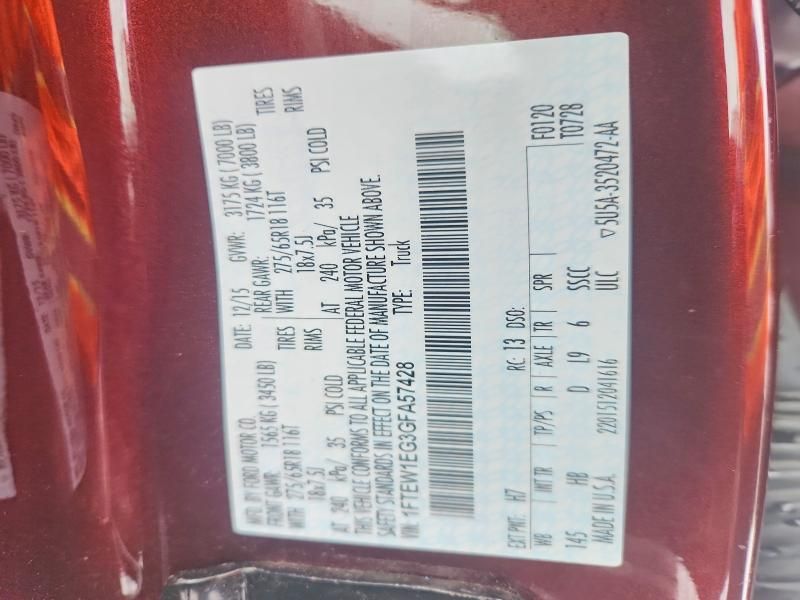 MFD. BY FORD MOTOR CO.
DATE: 12/15 GVWR: 3175 KG ( 7000 LB)
FRONT GAWR: 1565 KG ( 3450 LB) REAR GAWR: 1724 KG ( 3800 LB)
WITH 275/65R18 116T TIRES WITH 275/65R18 116T TIRES
18x7.5J RIMS 18x7.5J RIMS
AT 240 kPa/ 35 PSI COLD AT 240 kPa/ 35 PSI COLD
THIS VEHICLE CONFORMS TO ALL APPLICABLE FEDERAL MOTOR VEHICLE
SAFETY STANDARDS IN EFFECT ON THE DATE OF MANUFACTURE SHOWN ABOVE.
VIN: 1FTEW1EG3GFA57428 TYPE: Truck
F0120
EXT PNT: H7 RC: 13 DSO: T0728
WB INT TR TP/PS R AXLE TR SPR
145 HB D L9 6 SSCC
MADE IN U.S.A. 2201512041616 ULC
▽5U5A-3520472-AA